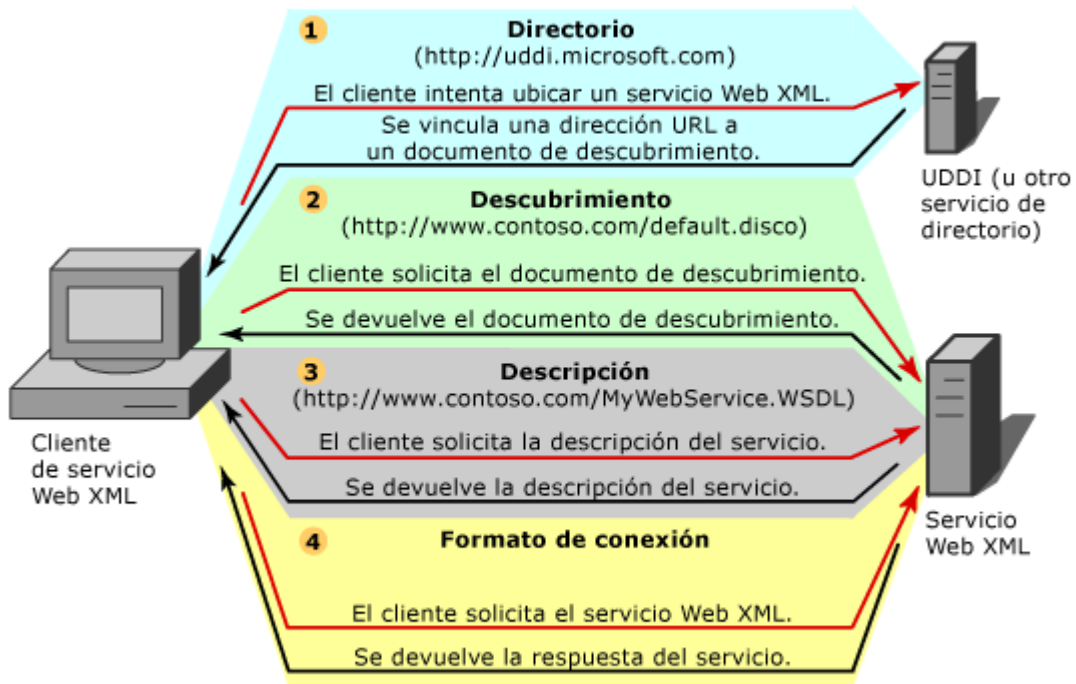 1
Directorio
(http://uddi.microsoft.com)
El cliente intenta ubicar un servicio Web XML.
Se vincula una dirección URL a
un documento de descubrimiento.
UDDI (u otro
servicio de
directorio)
2
Descubrimiento
(http://www.contoso.com/default.disco)
El cliente solicita el documento de descubrimiento.
Se devuelve el documento de descubrimiento.
3
Descripción
(http://www.contoso.com/MyWebService.WSDL)
El cliente solicita la descripción del servicio.
Se devuelve la descripción del servicio.
Cliente
de servicio
Web XML
Servicio
Web XML
4
Formato de conexión
El cliente solicita el servicio Web XML.
Se devuelve la respuesta del servicio.